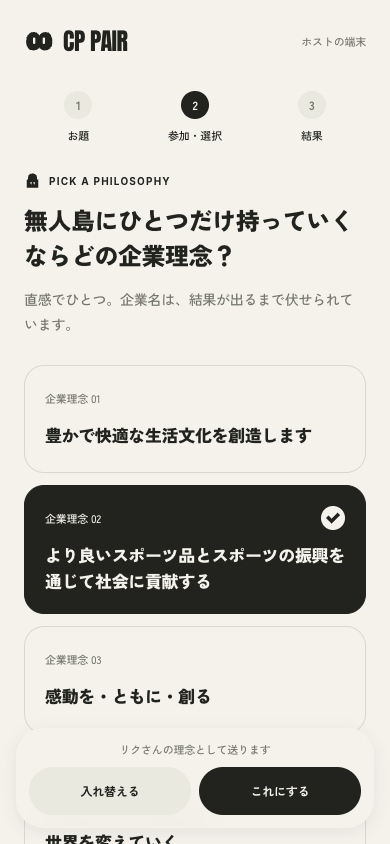 CP PAIR
ホストの端末
1
2
3
お題
参加・選択
結果
PICK A PHILOSOPHY
無人島にひとつだけ持っていく
ならどの企業理念？
直感でひとつ。企業名は、結果が出るまで伏せられて
います。
企業理念 01
豊かで快適な生活文化を創造します
企業理念 02
より良いスポーツ品とスポーツの振興を
通じて社会に貢献する
企業理念 03
感動を・ともに・創る
リクさんの理念として送ります
入れ替える
これにする
世界を変えていく